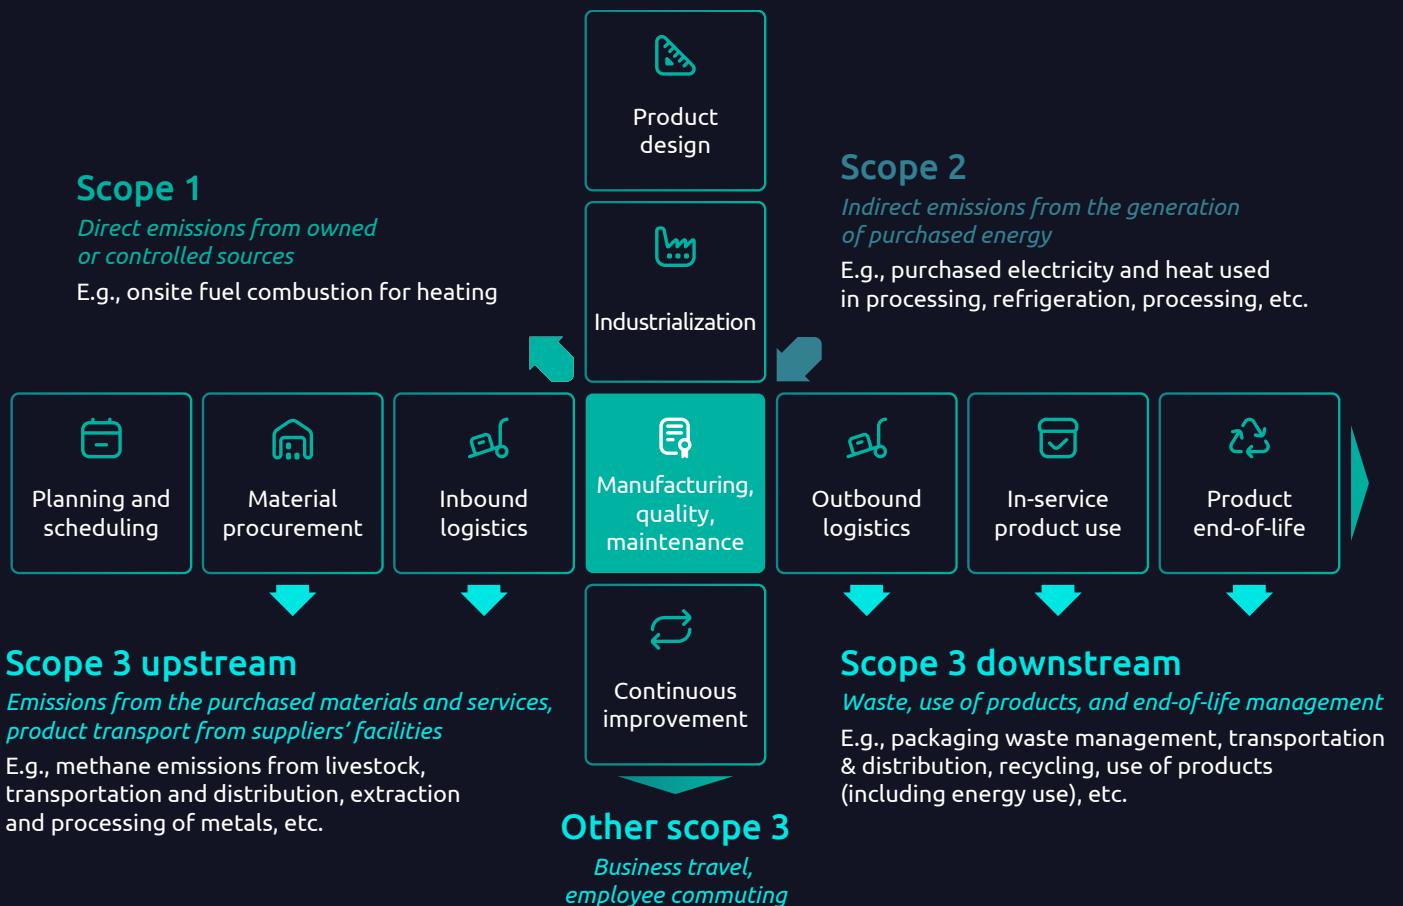 Product
design
Scope 1
Direct emissions from owned
or controlled sources
E.g., onsite fuel combustion for heating
Scope 2
Indirect emissions from the generation
of purchased energy
E.g., purchased electricity and heat used
in processing, refrigeration, processing, etc.
Industrialization
Planning and
scheduling
Material
procurement
Inbound
logistics
Manufacturing,
quality,
maintenance
Outbound
logistics
In-service
product use
Product
end-of-life
Scope 3 upstream
Emissions from the purchased materials and services,
product transport from suppliers’ facilities
E.g., methane emissions from livestock,
transportation and distribution, extraction
and processing of metals, etc.
Continuous
improvement
Scope 3 downstream
Waste, use of products, and end-of-life management
E.g., packaging waste management, transportation
& distribution, recycling, use of products
(including energy use), etc.
Other scope 3
Business travel,
employee commuting